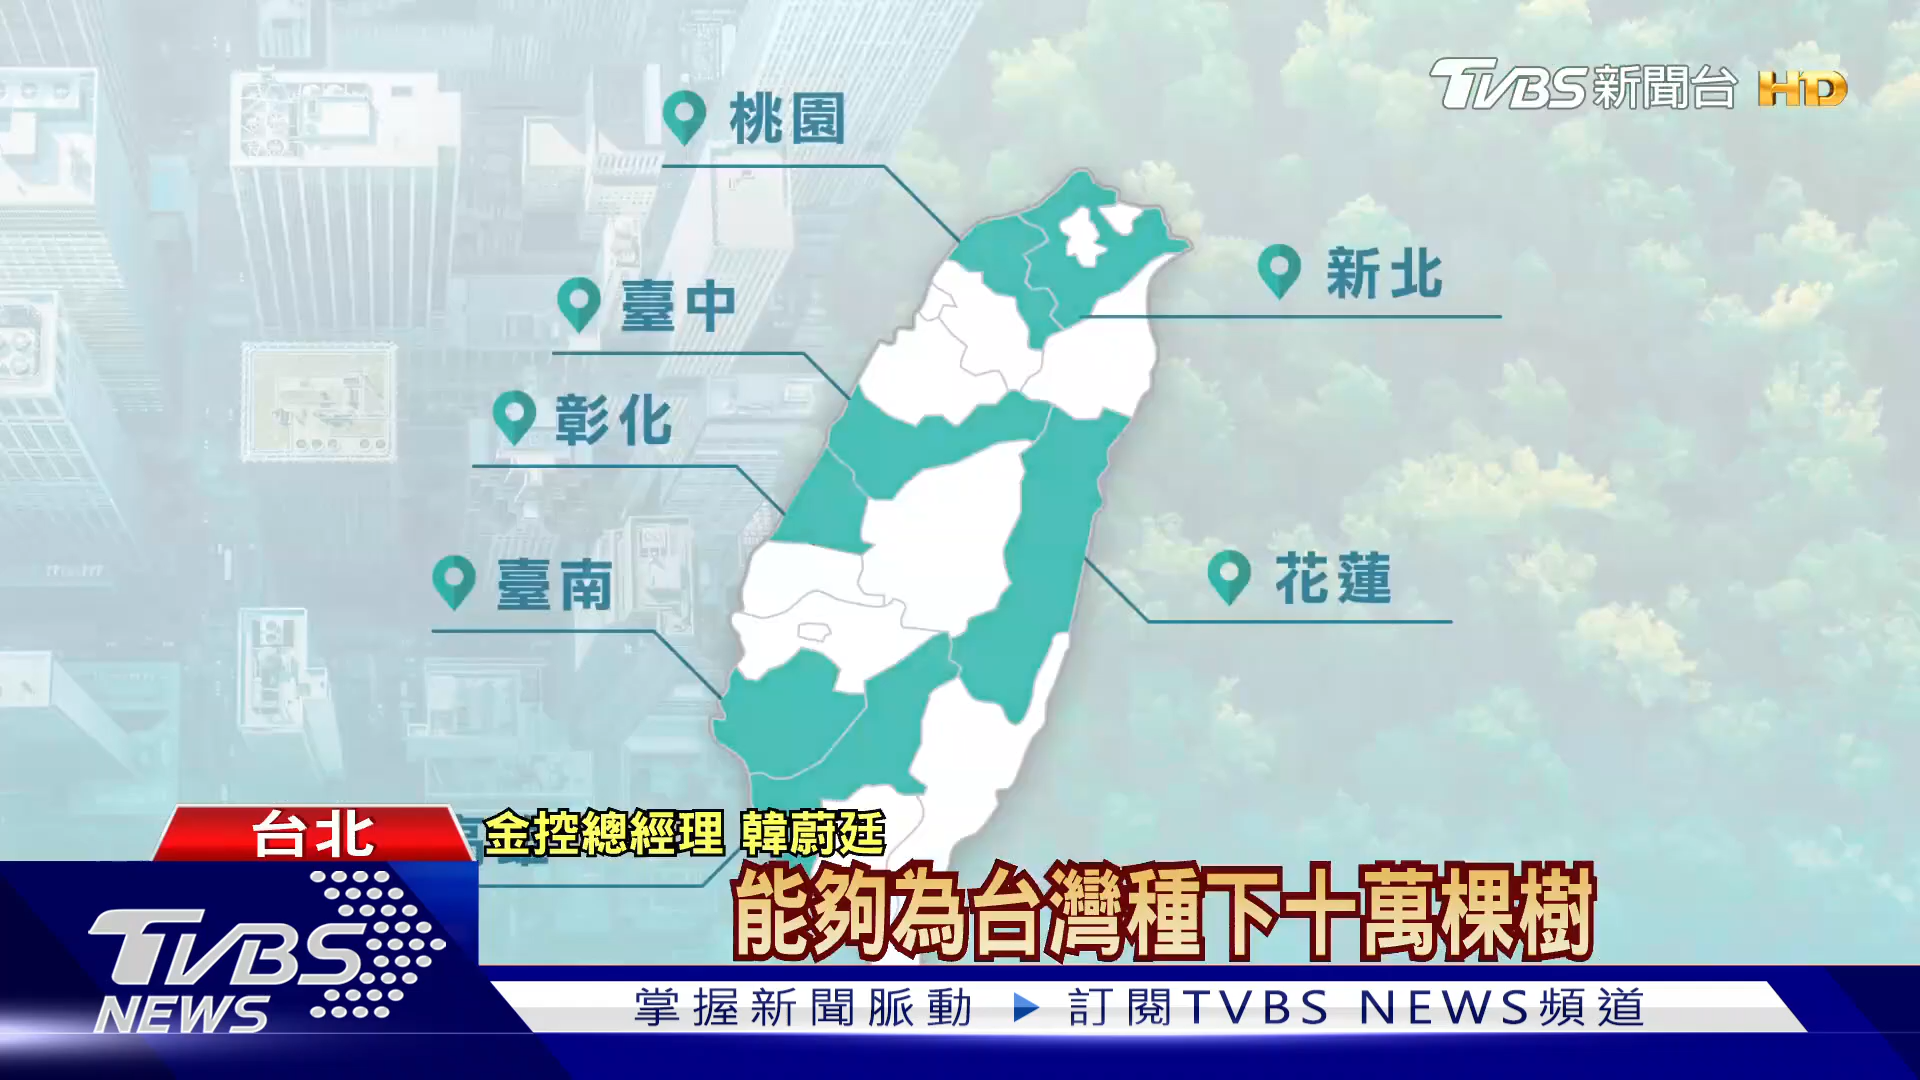 TVBS新聞台 HD
桃園
新北
臺中
彰化
花蓮
臺南
台北
金控總經理 韓蔚廷
能夠為台灣種下十萬棵樹
TVBS
NEWS
掌握新聞脈動 訂閱TVBS NEWS頻道